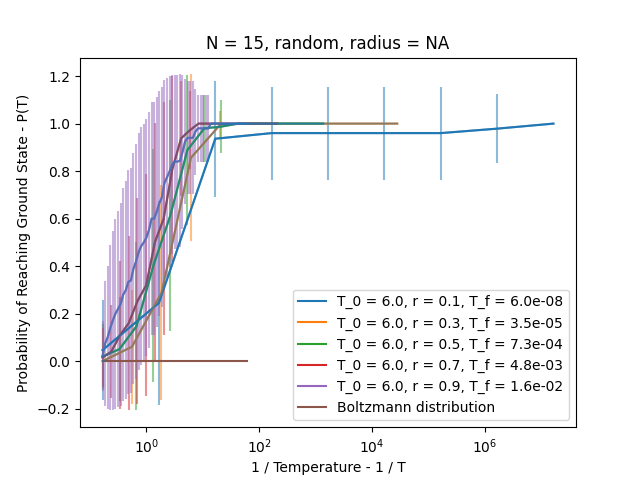 N = 15, random, radius = NA
Probability of Reaching Ground State - P(T)
1.2
1.0
0.8
0.6
0.4
0.2
0.0
−0.2
10^0
10^2
10^4
10^6
1 / Temperature - 1 / T
T_0 = 6.0, r = 0.1, T_f = 6.0e-08
T_0 = 6.0, r = 0.3, T_f = 3.5e-05
T_0 = 6.0, r = 0.5, T_f = 7.3e-04
T_0 = 6.0, r = 0.7, T_f = 4.8e-03
T_0 = 6.0, r = 0.9, T_f = 1.6e-02
Boltzmann distribution